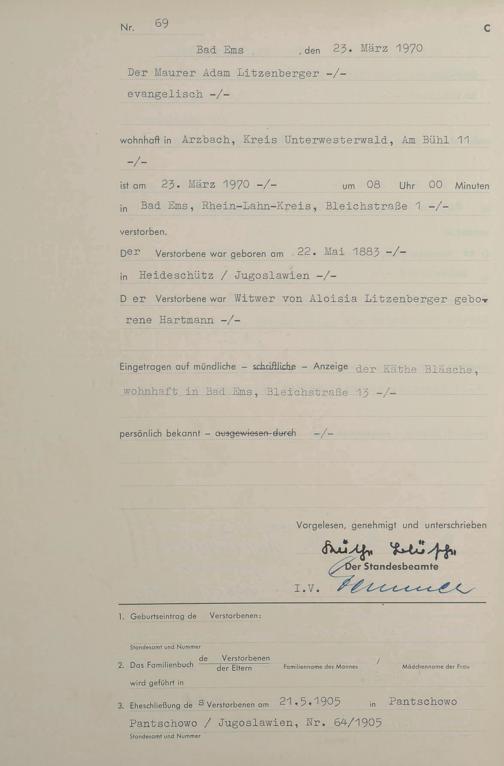 Nr. 69 C
Bad Ems , den 23. März 1970
Der Maurer Adam Litzenberger -/-
evangelisch -/-
wohnhaft in Arzbach, Kreis Unterwesterwald, Am Bühl 11
-/-
ist am 23. März 1970 -/- um 08 Uhr 00 Minuten
in Bad Ems, Rhein-Lahn-Kreis, Bleichstraße 1 -/-
verstorben.
Der Verstorbene war geboren am 22. Mai 1883 -/-
in Heideschütz / Jugoslawien -/-
D er Verstorbene war Witwer von Aloisia Litzenberger gebo-
rene Hartmann -/-
Eingetragen auf mündliche – schriftliche – Anzeige der Käthe Bläsche,
wohnhaft in Bad Ems, Bleichstraße 13 -/-
persönlich bekannt – ausgewiesen durch -/-
Vorgelesen, genehmigt und unterschrieben
Der Standesbeamte
I.V.
1. Geburtseintrag de Verstorbenen:
Standesamt und Nummer
2. Das Familienbuch de Verstorbenen / der Eltern Familienname des Mannes / Mädchenname der Frau
wird geführt in
3. Eheschließung de s Verstorbenen am 21.5.1905 in Pantschowo
Pantschowo / Jugoslawien, Nr. 64/1905
Standesamt und Nummer